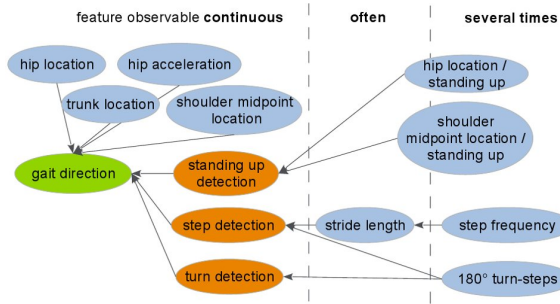 feature observable continuous
often
several times
hip location
hip acceleration
trunk location
shoulder midpoint
location
hip location /
standing up
shoulder
midpoint location /
standing up
gait direction
standing up
detection
step detection
stride length
step frequency
turn detection
180° turn-steps